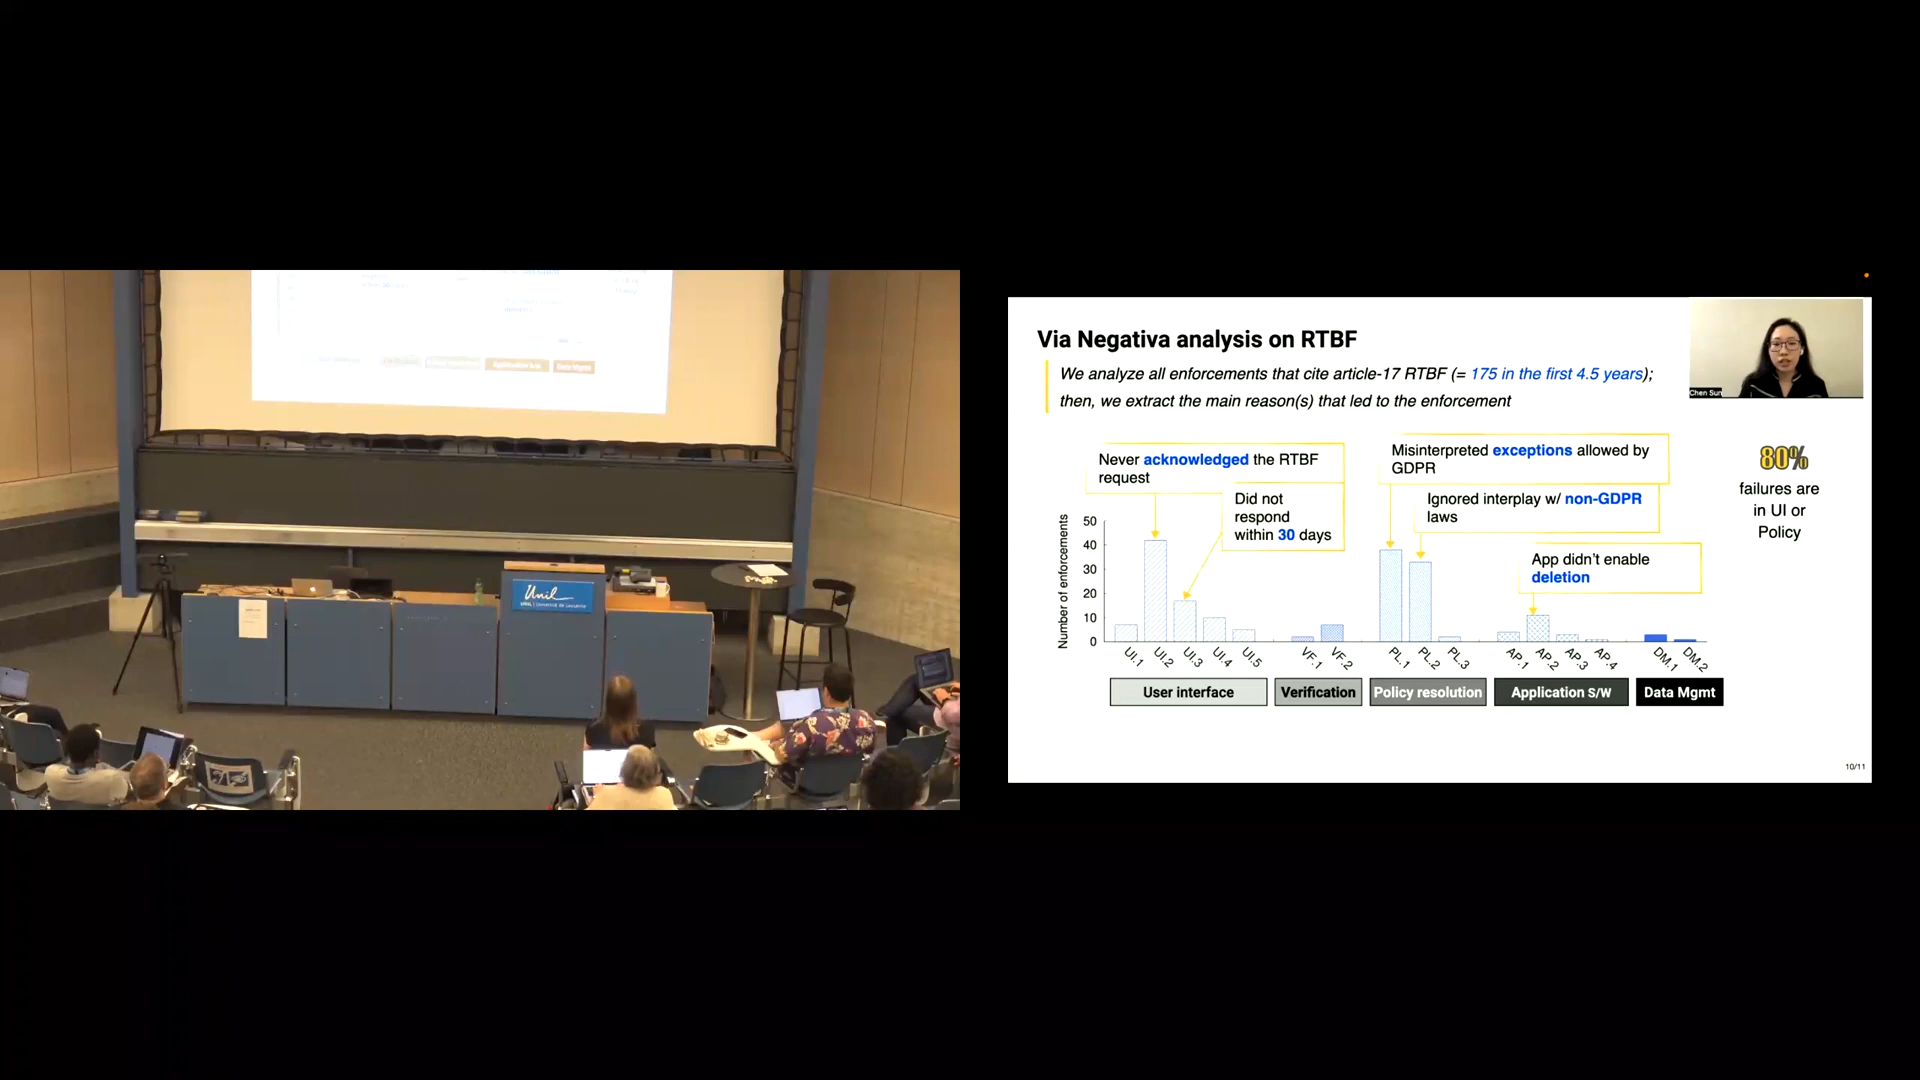 Via Negativa analysis on RTBF
We analyze all enforcements that cite article-17 RTBF (= 175 in the first 4.5 years);
then, we extract the main reason(s) that led to the enforcement
Chen Sun
Never acknowledged the RTBF
request
Did not
respond
within 30 days
Misinterpreted exceptions allowed by
GDPR
Ignored interplay w/ non-GDPR
laws
App didn't enable
deletion
80%
failures are
in UI or
Policy
Number of enforcements
50
40
30
20
10
0
UI.1
UI.2
UI.3
UI.4
UI.5
VF.1
VF.2
PL.1
PL.2
PL.3
AP.1
AP.2
AP.3
AP.4
DM.1
DM.2
User interface
Verification
Policy resolution
Application S/W
Data Mgmt
10/11
Unil
Application S/W
Data Mgmt